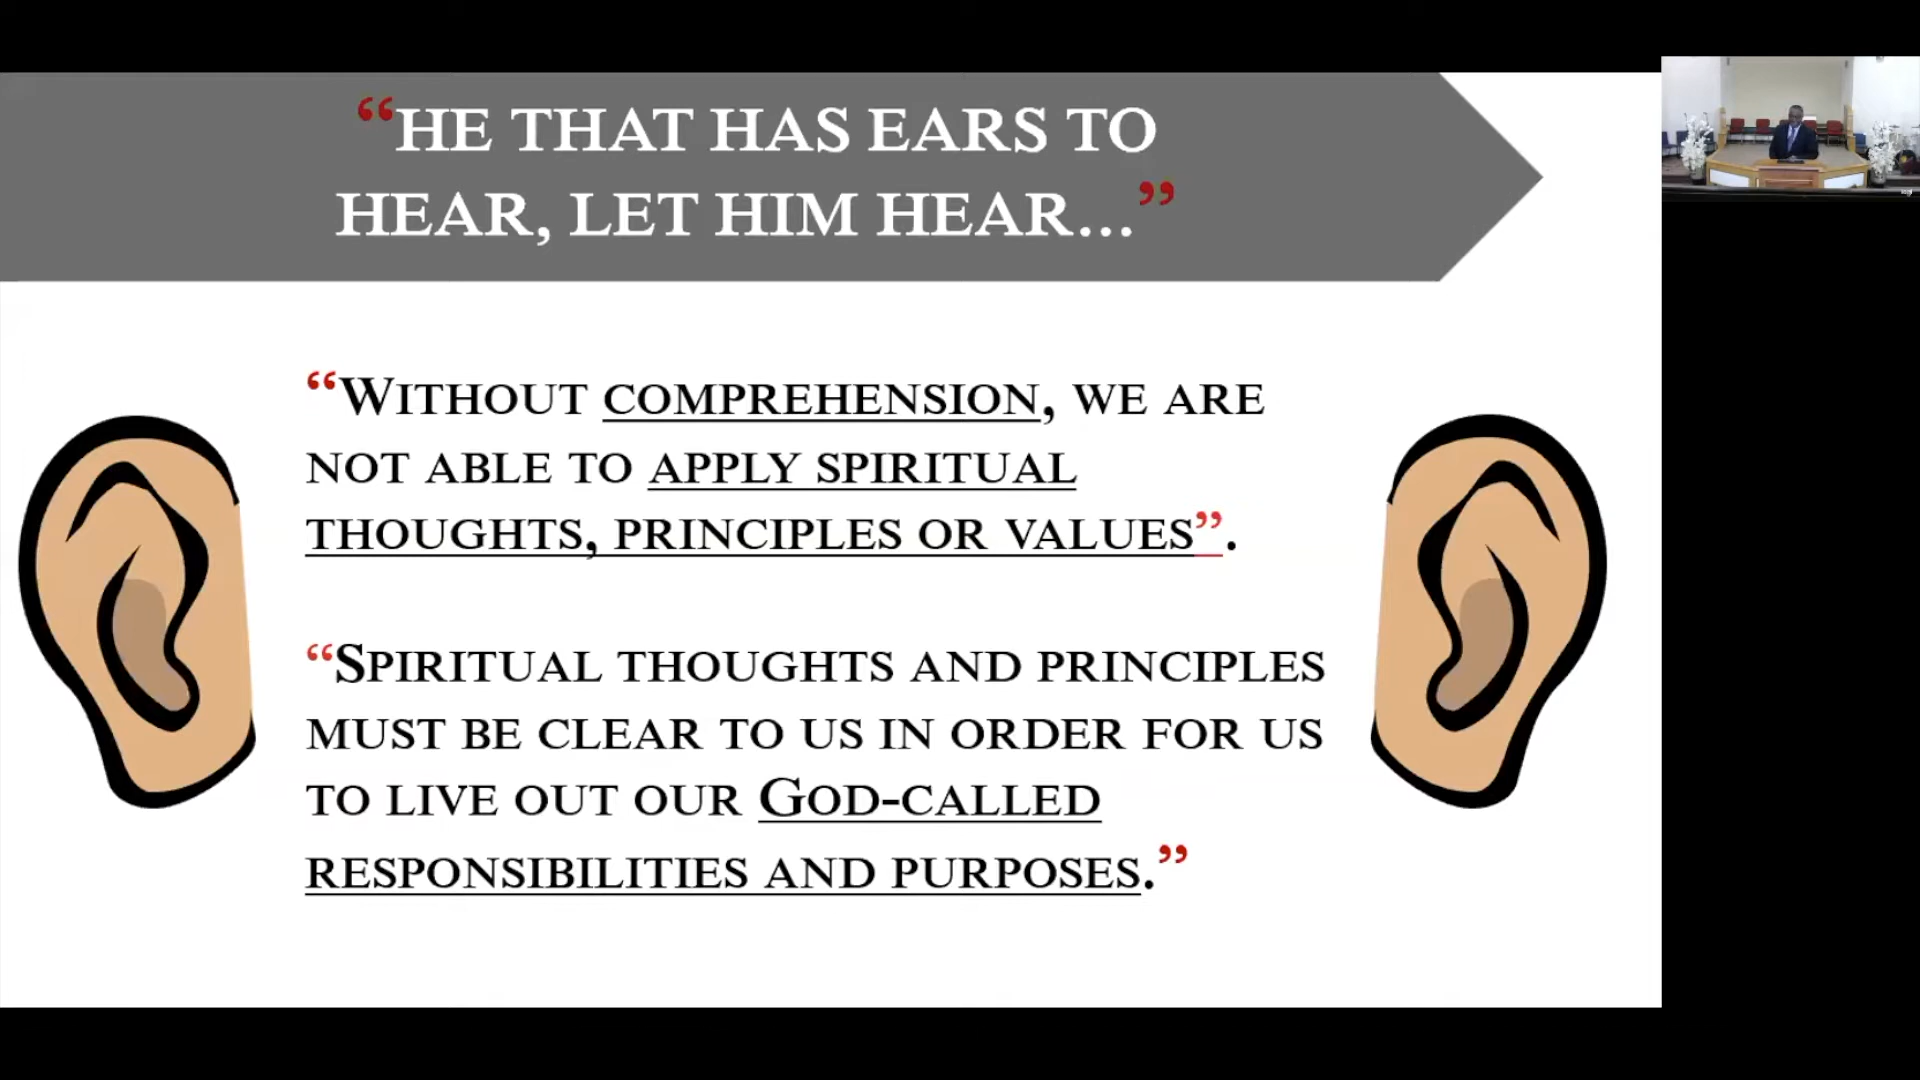 “HE THAT HAS EARS TO
HEAR, LET HIM HEAR...”
“WITHOUT COMPREHENSION, WE ARE
NOT ABLE TO APPLY SPIRITUAL
THOUGHTS, PRINCIPLES OR VALUES”.
“SPIRITUAL THOUGHTS AND PRINCIPLES
MUST BE CLEAR TO US IN ORDER FOR US
TO LIVE OUT OUR GOD-CALLED
RESPONSIBILITIES AND PURPOSES.”